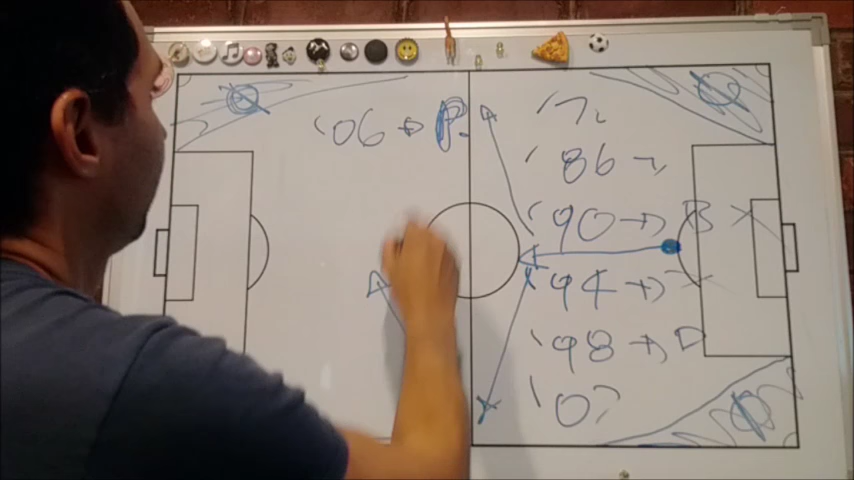 '06 → P.
'86 →
'90 → B X
'94 →
'98 → D
'02